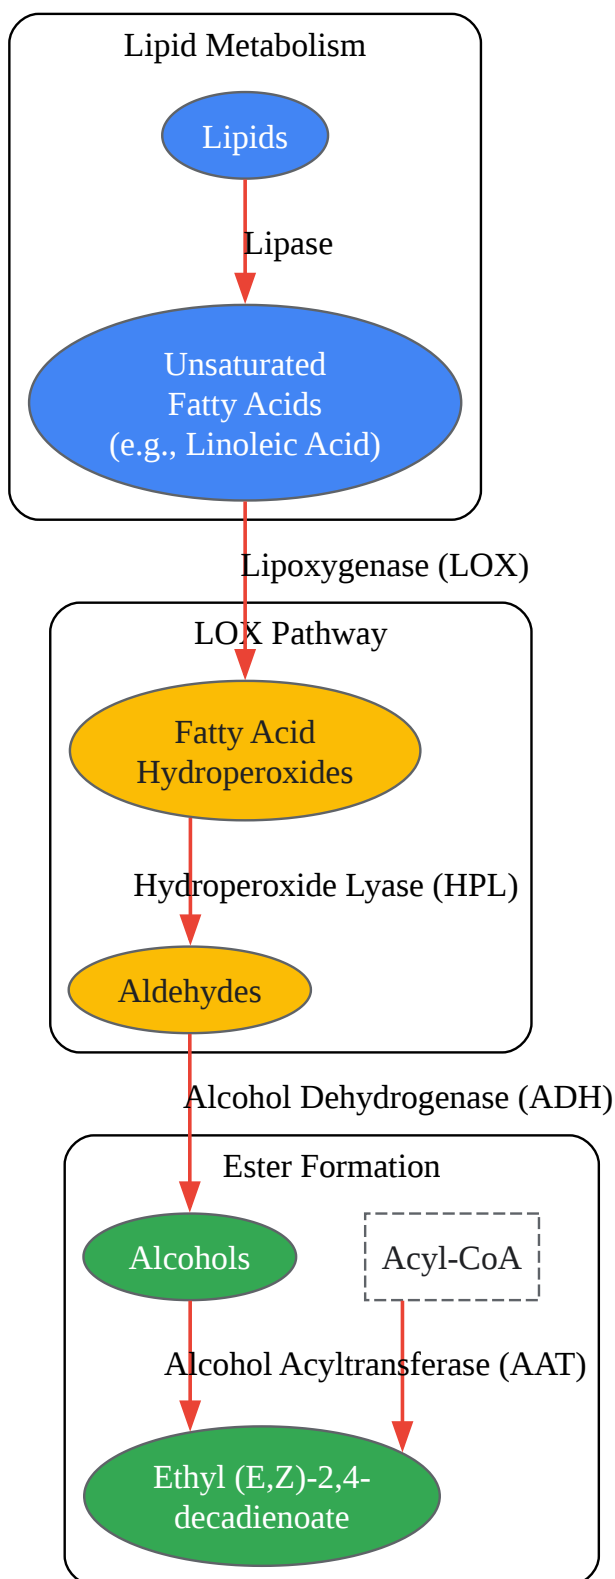 Lipid Metabolism
Lipids
Lipase
Unsaturated
Fatty Acids
(e.g., Linoleic Acid)
Lipoxygenase (LOX)
LOX Pathway
Fatty Acid
Hydroperoxides
Hydroperoxide Lyase (HPL)
Aldehydes
Alcohol Dehydrogenase (ADH)
Ester Formation
Alcohols
Acyl-CoA
Alcohol Acyltransferase (AAT)
Ethyl (E,Z)-2,4-
decadienoate